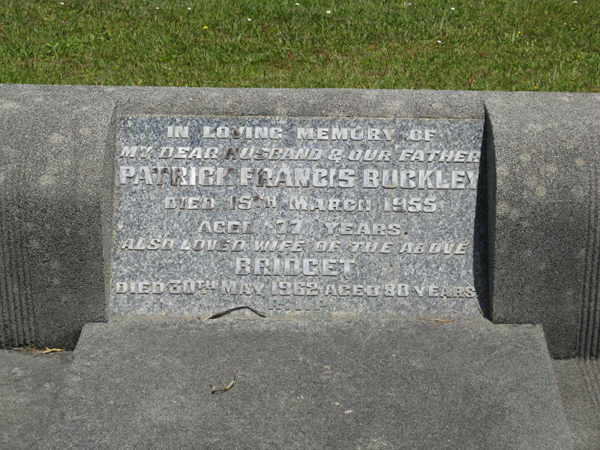 IN LOVING MEMORY OF
MY DEAR HUSBAND & OUR FATHER
PATRICK FRANCIS BUCKLEY
DIED 15TH MARCH 1955
AGED 77 YEARS.
ALSO LOVED WIFE OF THE ABOVE
BRIDGET
DIED 30TH MAY 1962 AGED 80 YEARS
R.I.P.